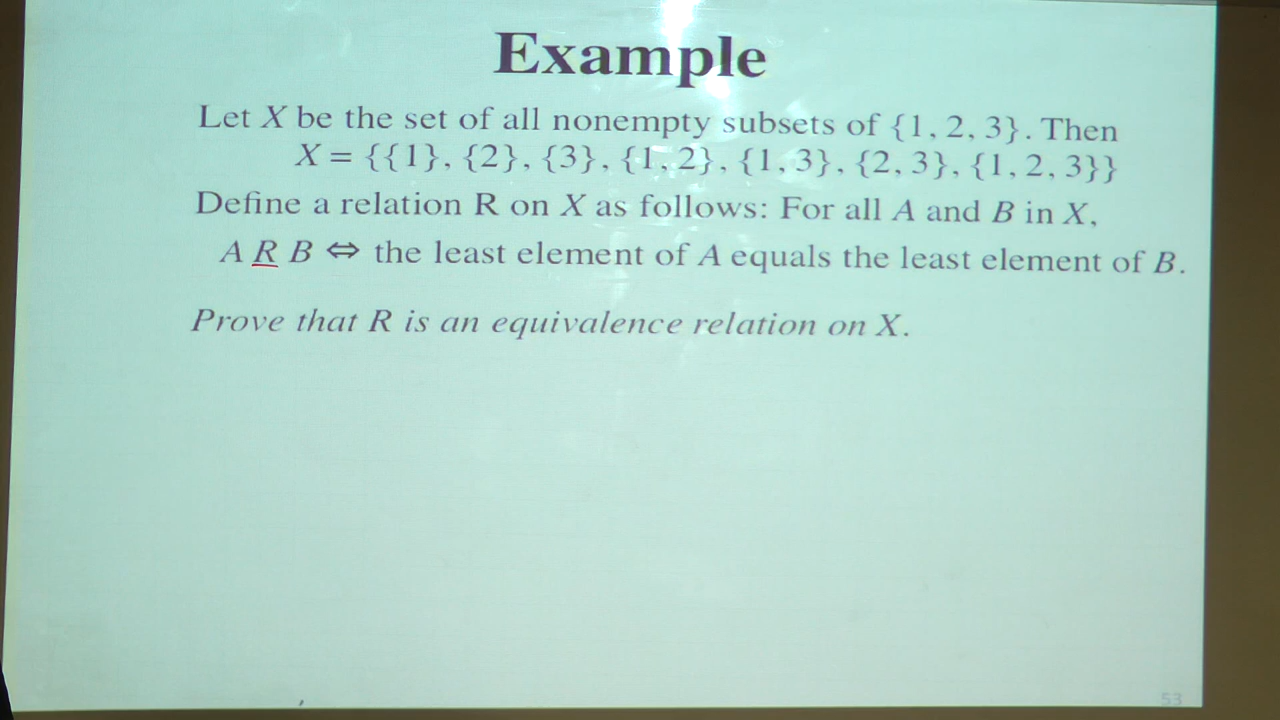 Example
Let X be the set of all nonempty subsets of {1, 2, 3}. Then
X = {{1}, {2}, {3}, {1, 2}, {1, 3}, {2, 3}, {1, 2, 3}}
Define a relation R on X as follows: For all A and B in X,
A R B ⇔ the least element of A equals the least element of B.
Prove that R is an equivalence relation on X.
53